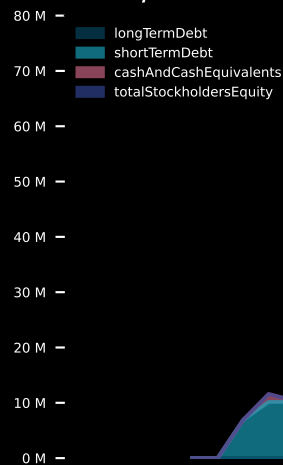 80 M
longTermDebt
shortTermDebt
70 M
cashAndCashEquivalents
totalStockholdersEquity
60 M
50 M
40 M
30 M
20 M
10 M
0 M